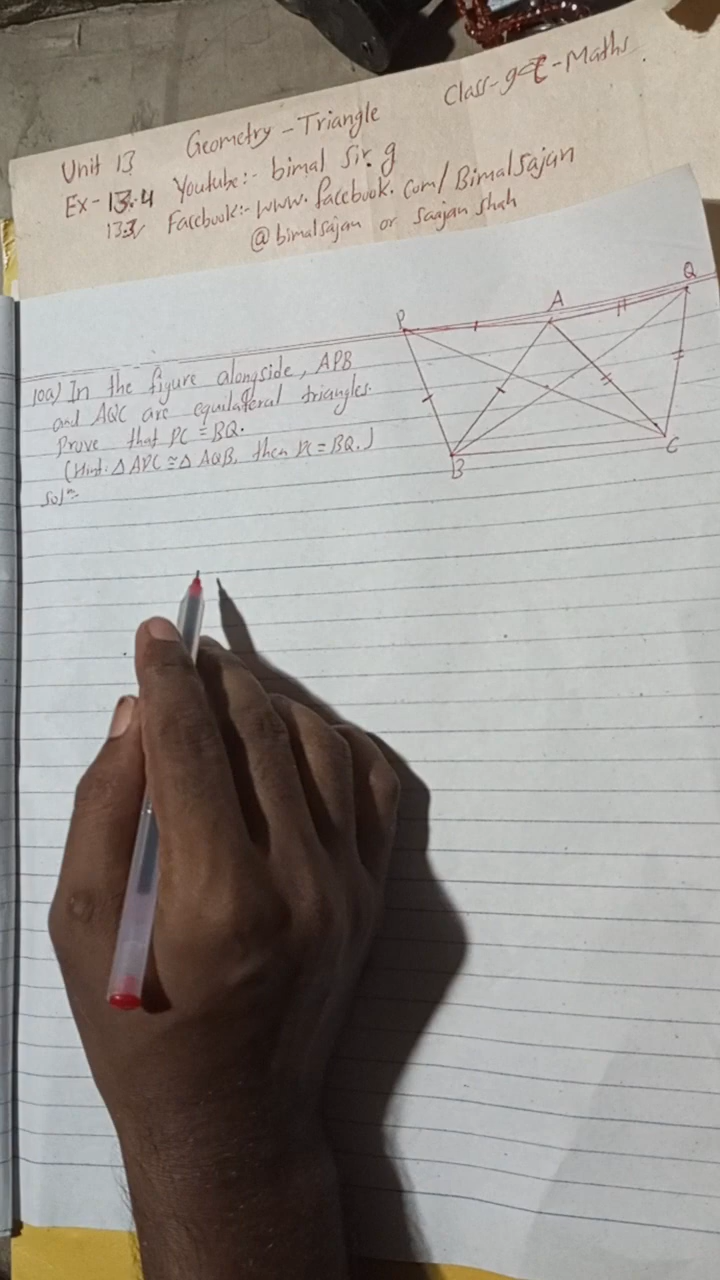 Unit 13 Geometry - Triangle Class-9 - Maths
Ex - 13.4 Youtube:- bimal sir g
13.3 Facebook:- www.facebook.com/Bimalsajan
@bimalsajan or saajan shah
P A Q
10a) In the figure alongside, APB
and AQC are equilateral triangles.
Prove that PC = BQ.
(Hint: △ APC ≅ △ AQB, then PC = BQ.)
B C
Solⁿ: